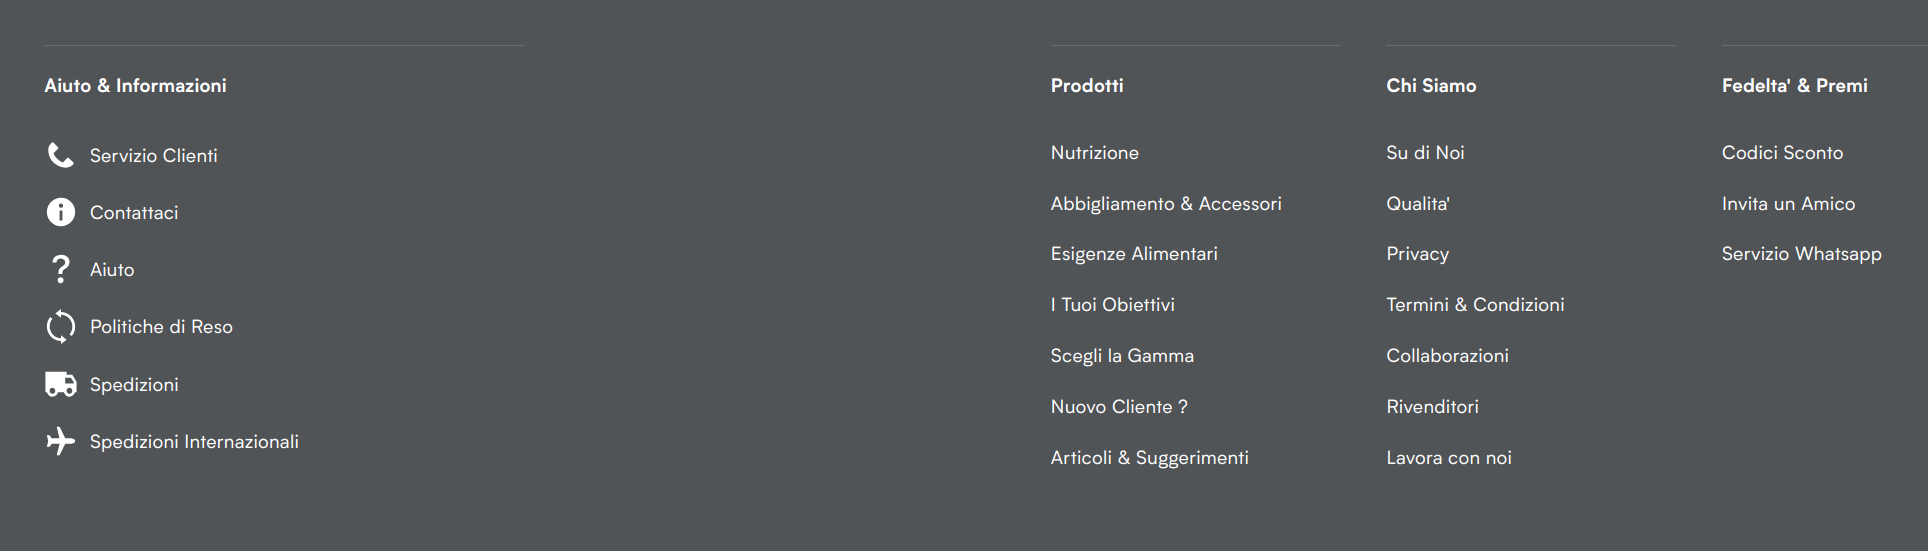 Aiuto & Informazioni
Servizio Clienti
Contattaci
Aiuto
Politiche di Reso
Spedizioni
Spedizioni Internazionali
Prodotti
Nutrizione
Abbigliamento & Accessori
Esigenze Alimentari
I Tuoi Obiettivi
Scegli la Gamma
Nuovo Cliente ?
Articoli & Suggerimenti
Chi Siamo
Su di Noi
Qualita'
Privacy
Termini & Condizioni
Collaborazioni
Rivenditori
Lavora con noi
Fedelta' & Premi
Codici Sconto
Invita un Amico
Servizio Whatsapp